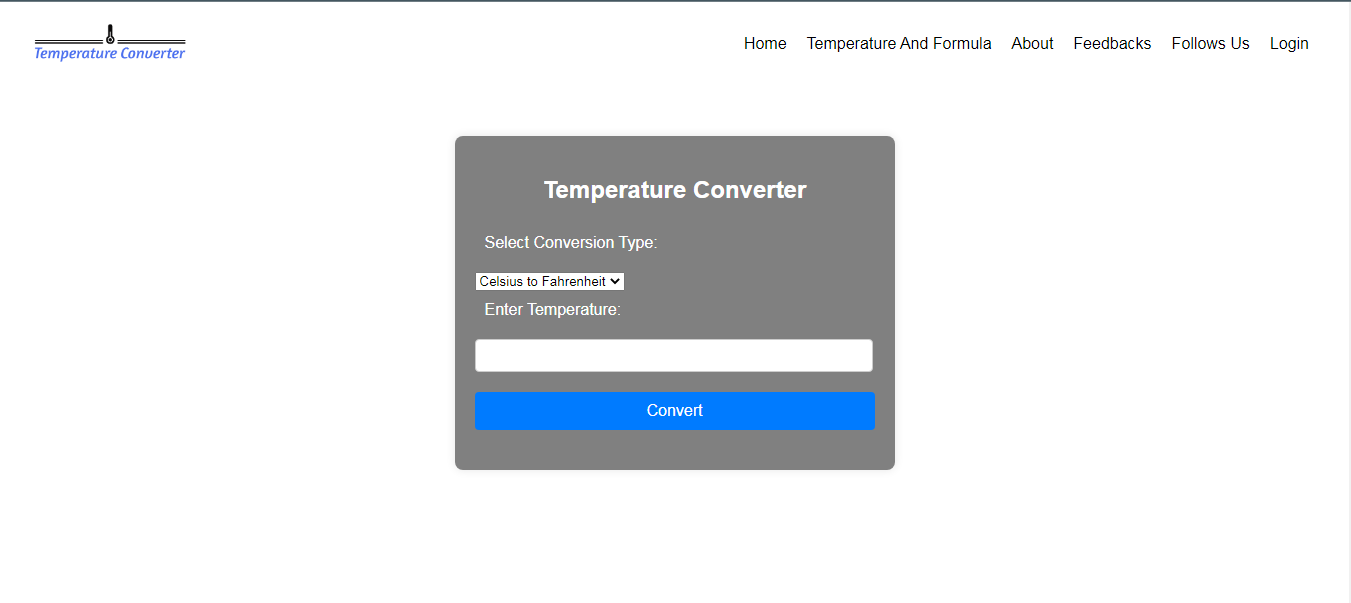 Temperature Converter
Home Temperature And Formula About Feedbacks Follows Us Login
Temperature Converter
Select Conversion Type:
Celsius to Fahrenheit
Enter Temperature:
Convert